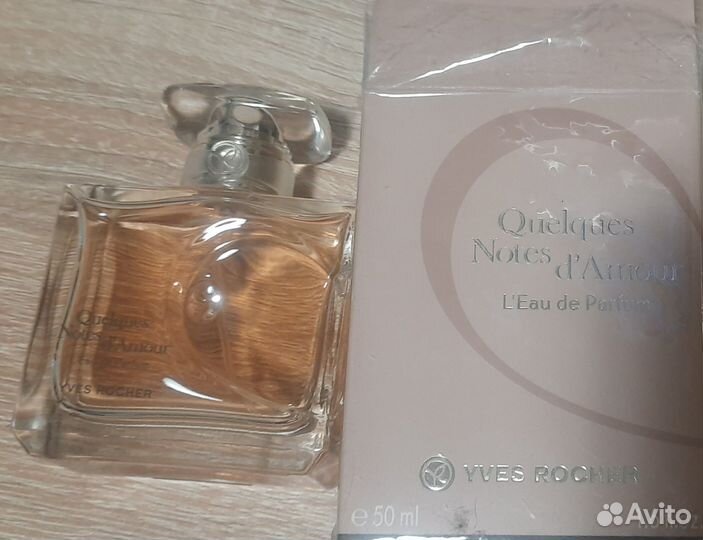 Quelques
Notes d'Amour
YVES ROCHER
Quelques
Notes d'Amour
L'Eau de Parfum
YVES ROCHER
e 50 ml
Avito